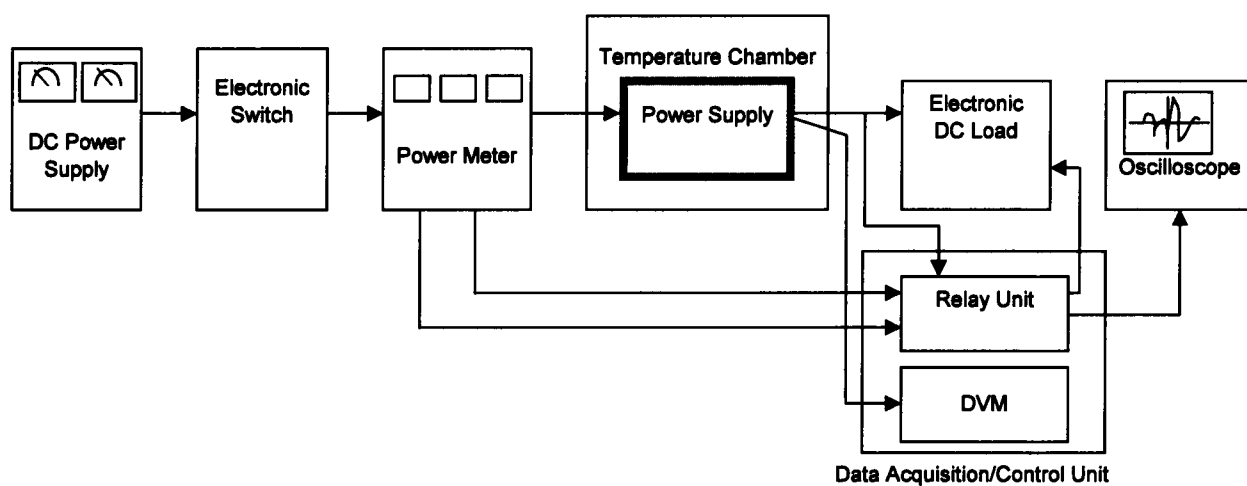 DC Power
Supply
Electronic
Switch
Power Meter
Temperature Chamber
Power Supply
Electronic
DC Load
Oscilloscope
Relay Unit
DVM
Data Acquisition/Control Unit